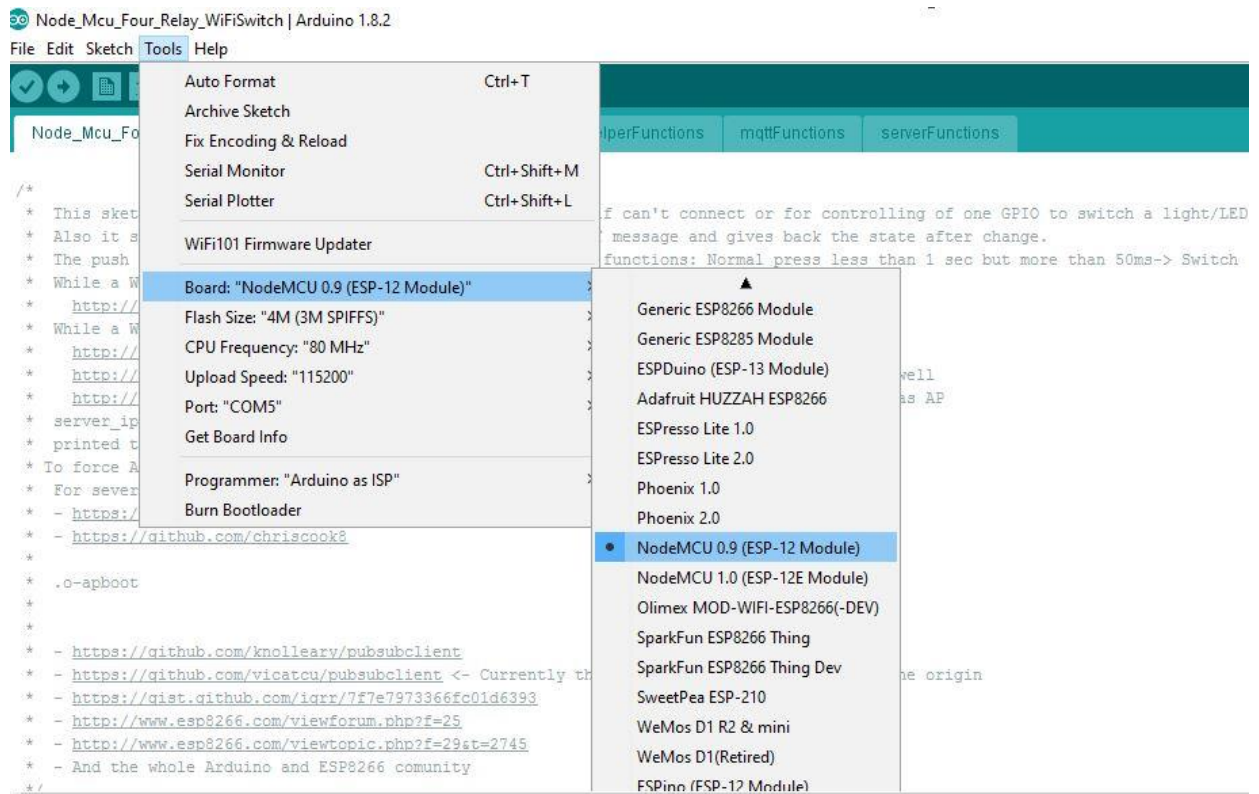 Node_Mcu_Four_Relay_WiFiSwitch | Arduino 1.8.2
File Edit Sketch Tools Help
Node_Mcu_Fo
lperFunctions
mqttFunctions
serverFunctions
Auto Format Ctrl+T
Archive Sketch
Fix Encoding & Reload
Serial Monitor Ctrl+Shift+M
Serial Plotter Ctrl+Shift+L
WiFi101 Firmware Updater
Board: "NodeMCU 0.9 (ESP-12 Module)"
Flash Size: "4M (3M SPIFFS)"
CPU Frequency: "80 MHz"
Upload Speed: "115200"
Port: "COM5"
Get Board Info
Programmer: "Arduino as ISP"
Burn Bootloader
Generic ESP8266 Module
Generic ESP8285 Module
ESPDuino (ESP-13 Module)
Adafruit HUZZAH ESP8266
ESPresso Lite 1.0
ESPresso Lite 2.0
Phoenix 1.0
Phoenix 2.0
NodeMCU 0.9 (ESP-12 Module)
NodeMCU 1.0 (ESP-12E Module)
Olimex MOD-WIFI-ESP8266(-DEV)
SparkFun ESP8266 Thing
SparkFun ESP8266 Thing Dev
SweetPea ESP-210
WeMos D1 R2 & mini
WeMos D1(Retired)
ESPino (ESP-12 Module)
/*
* This sket f can't connect or for controlling of one GPIO to switch a light/LED
* Also it s message and gives back the state after change.
* The push functions: Normal press less than 1 sec but more than 50ms-> Switch
* While a W
* http://
* While a W
* http://
* http:// well
* http:// as AP
* server_ip
* printed t
* To force A
* For sever
* - https:/
* - https://github.com/chriscook8
*
* .o-apboot
*
*
* - https://github.com/knolleary/pubsubclient
* - https://github.com/vicatcu/pubsubclient <- Currently th he origin
* - https://gist.github.com/igrr/7f7e7973366fc01d6393
* - http://www.esp8266.com/viewforum.php?f=25
* - http://www.esp8266.com/viewtopic.php?f=29&t=2745
* - And the whole Arduino and ESP8266 comunity
*/